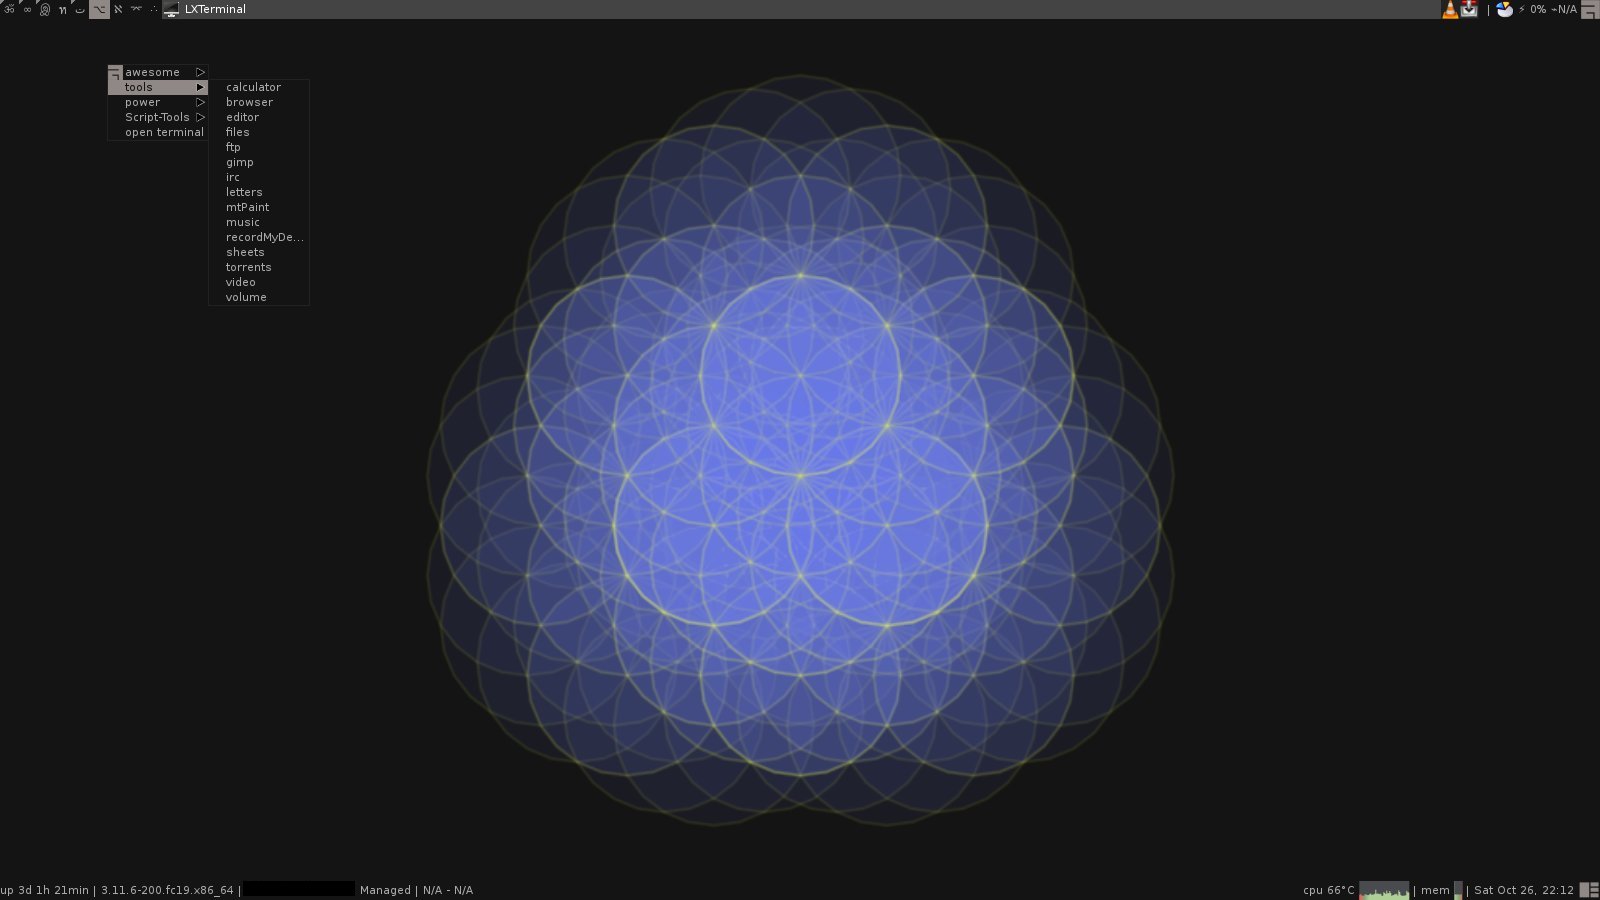 LXTerminal
| ⚡ 0% ~N/A
awesome
tools
power
Script-Tools
open terminal
calculator
browser
editor
files
ftp
gimp
irc
letters
mtPaint
music
recordMyDe...
sheets
torrents
video
volume
up 3d 1h 21min | 3.11.6-200.fc19.x86_64 | Managed | N/A - N/A
cpu 66°C | mem | Sat Oct 26, 22:12